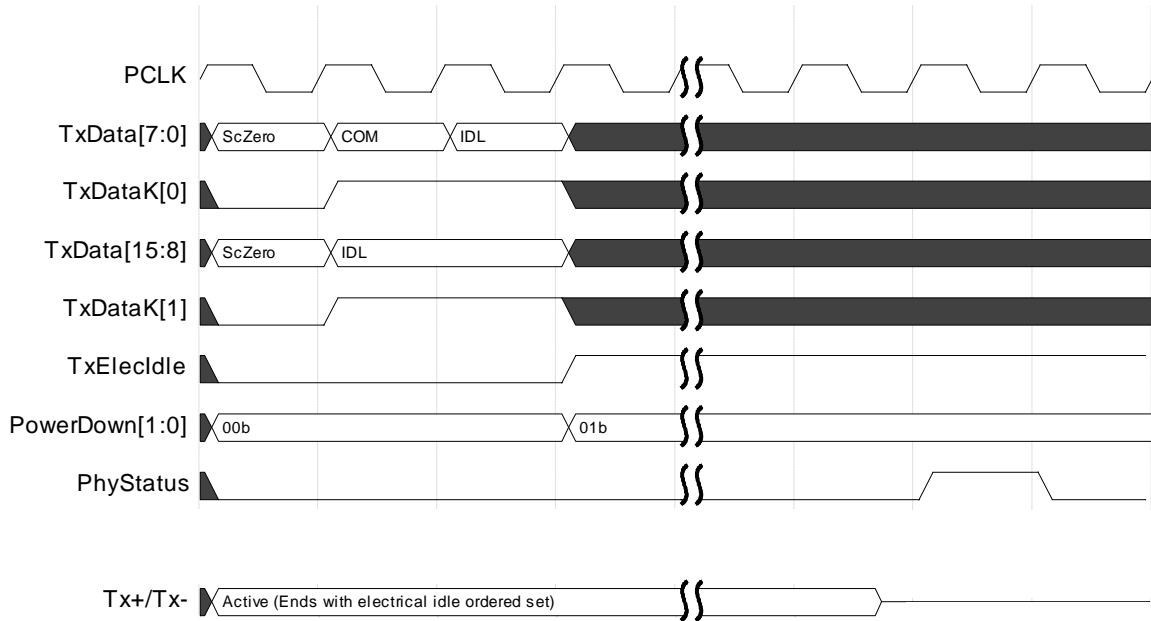 PCLK
TxData[7:0] ScZero COM IDL
TxDataK[0]
TxData[15:8] ScZero IDL
TxDataK[1]
TxElecIdle
PowerDown[1:0] 00b 01b
PhyStatus
Tx+/Tx- Active (Ends with electrical idle ordered set)